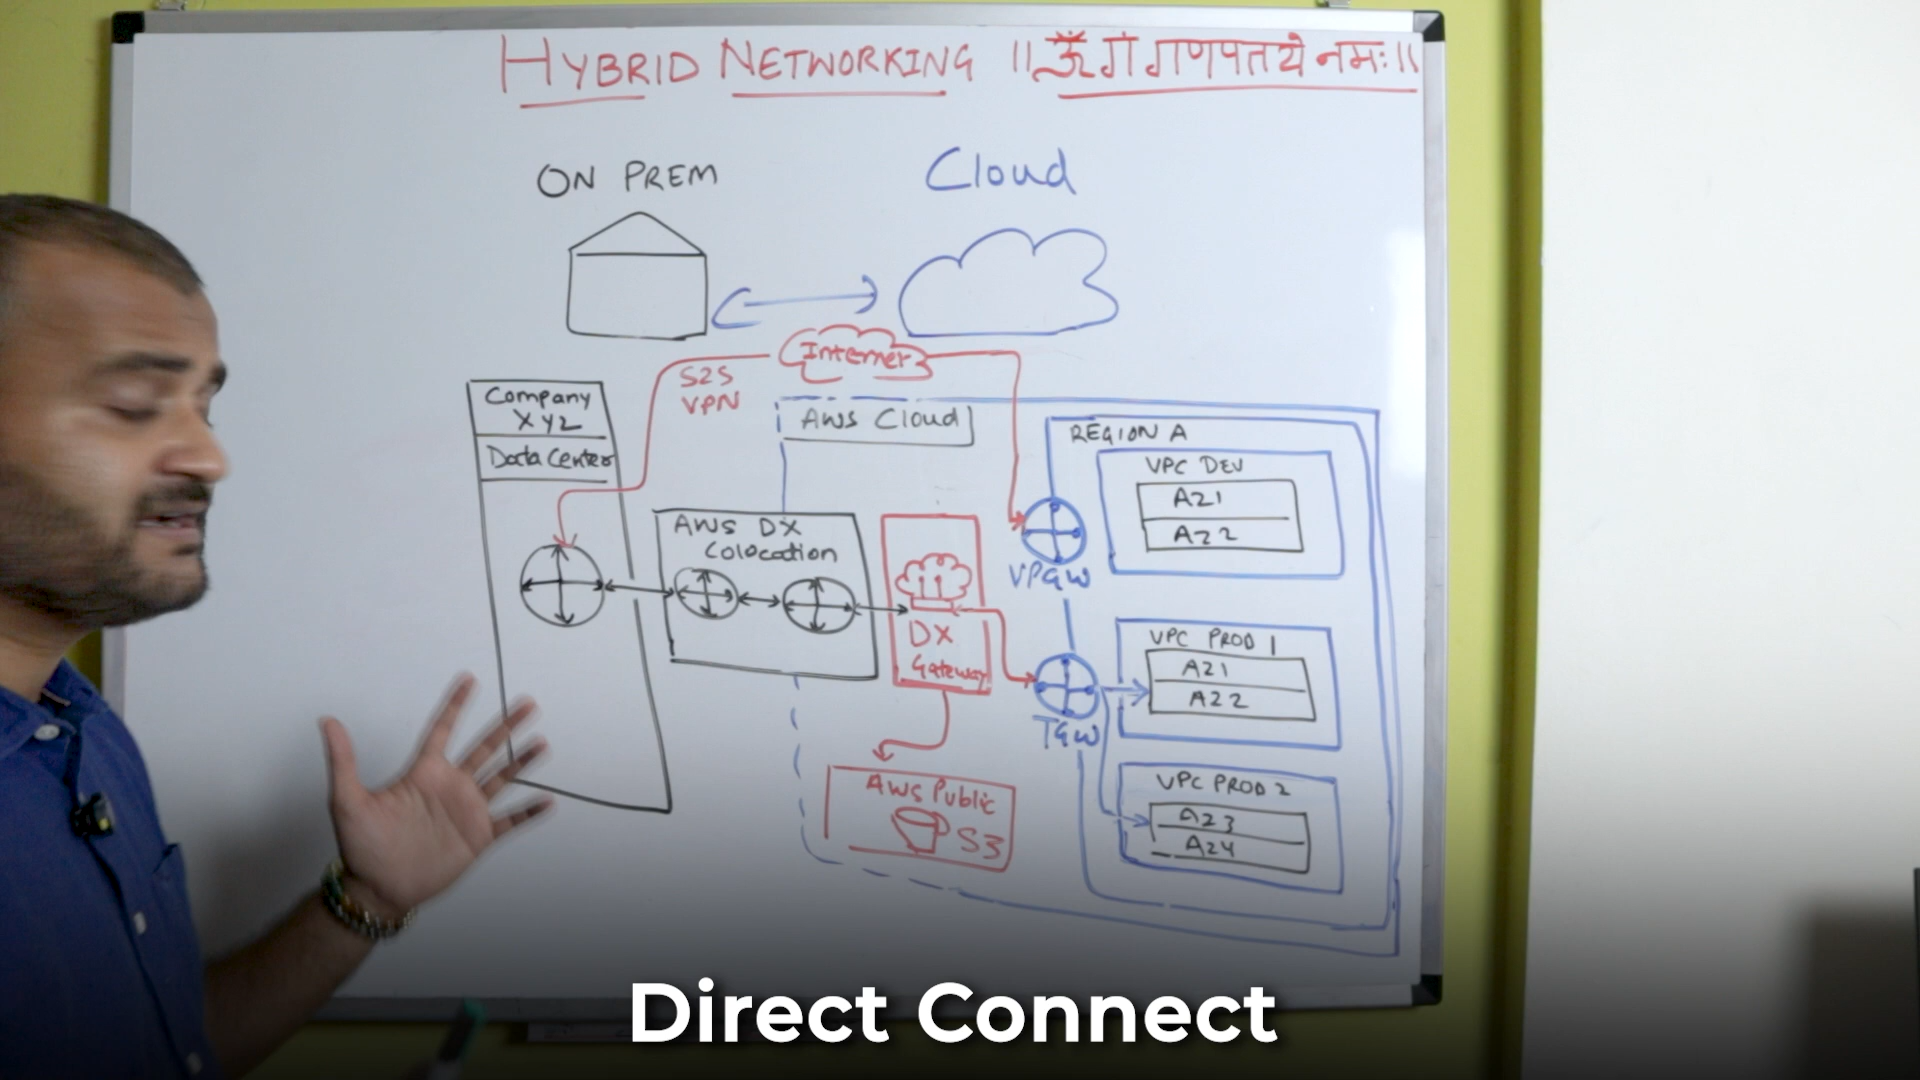 HYBRID NETWORKING ॥ ॐ गं गणपतये नमः ॥
ON PREM
Cloud
Internet
S2S
VPN
Company
XYZ
Data Center
AWS Cloud
REGION A
VPC DEV
AZ1
AZ2
AWS DX
Colocation
VPGW
DX
Gateway
VPC PROD 1
AZ1
AZ2
TGW
AWS Public
S3
VPC PROD 2
AZ3
AZ4
Direct Connect